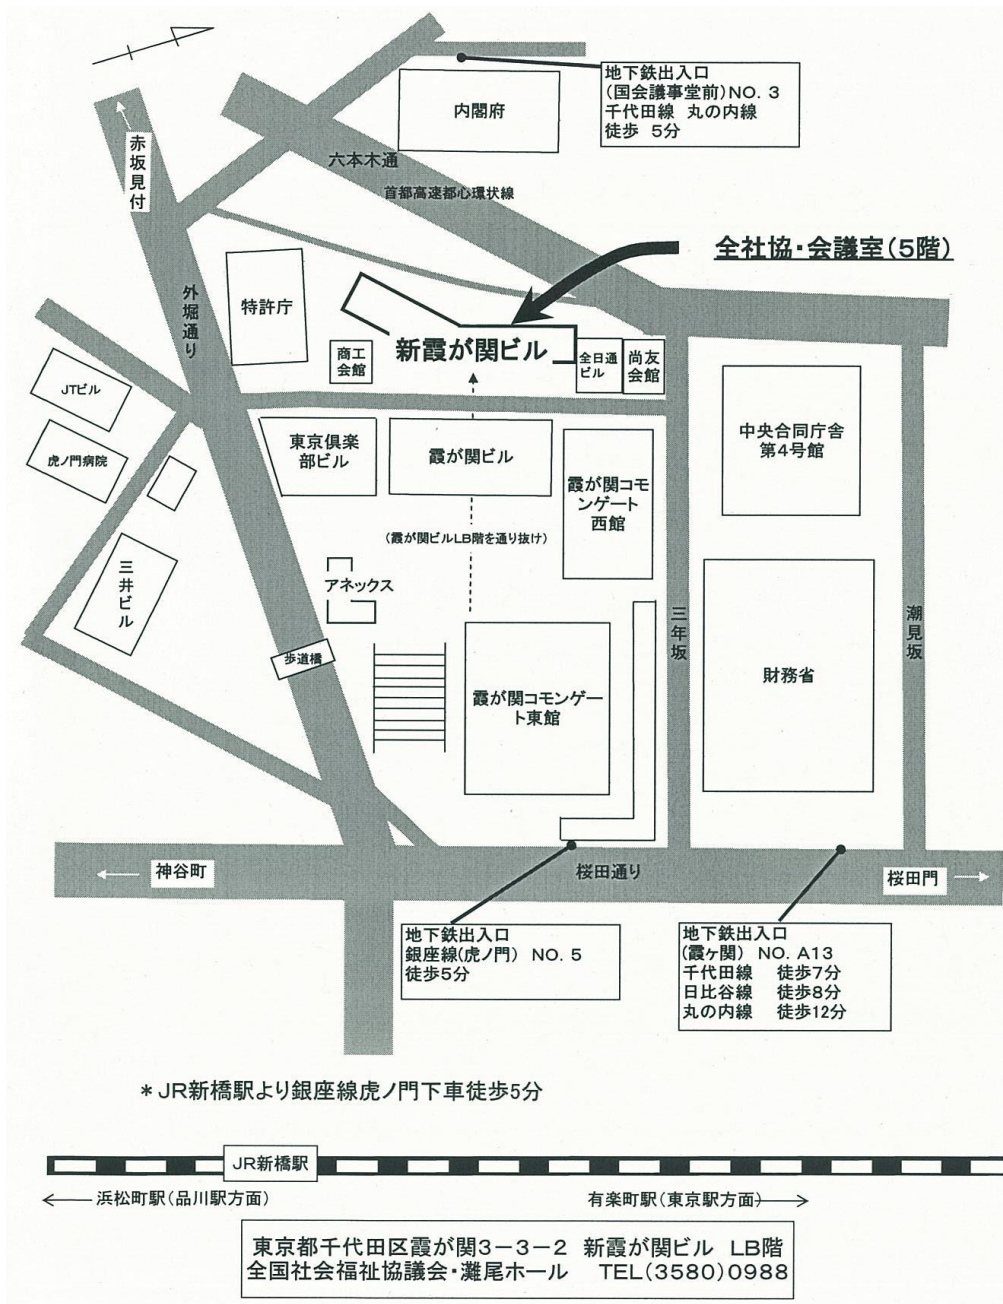 地下鉄出入口
(国会議事堂前)NO. 3
千代田線 丸の内線
徒歩 5分
内閣府
赤坂見付
六本木通
首都高速都心環状線
全社協・会議室(5階)
外堀通り
特許庁
商工
会館
新霞が関ビル
全日通
ビル
尚友
会館
JTビル
虎ノ門病院
東京倶楽
部ビル
霞が関ビル
中央合同庁舎
第4号館
霞が関コモ
ンゲート
西館
(霞が関ビルLB階を通り抜け)
三井ビル
アネックス
三年坂
潮見坂
歩道橋
霞が関コモンゲー
ト東館
財務省
神谷町
桜田通り
桜田門
地下鉄出入口
銀座線(虎ノ門) NO. 5
徒歩5分
地下鉄出入口
(霞ヶ関) NO. A13
千代田線 徒歩7分
日比谷線 徒歩8分
丸の内線 徒歩12分
*JR新橋駅より銀座線虎ノ門下車徒歩5分
JR新橋駅
浜松町駅(品川駅方面)
有楽町駅(東京駅方面)
東京都千代田区霞が関3-3-2 新霞が関ビル LB階
全国社会福祉協議会・灘尾ホール TEL(3580)0988